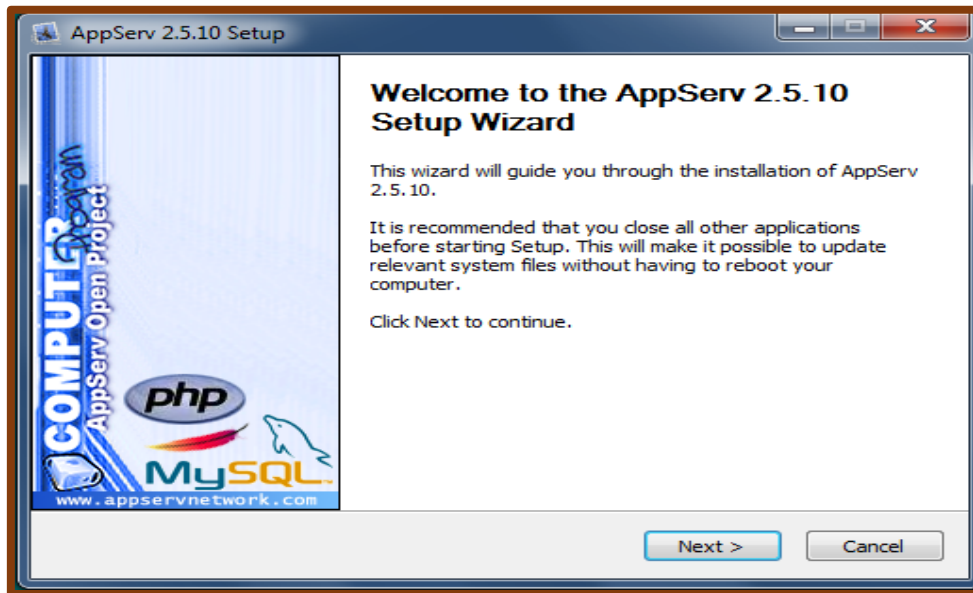 AppServ 2.5.10 Setup
COMPUTER
Program
AppServ Open Project
php
MySQL
www.appservnetwork.com
Welcome to the AppServ 2.5.10
Setup Wizard
This wizard will guide you through the installation of AppServ
2.5.10.
It is recommended that you close all other applications
before starting Setup. This will make it possible to update
relevant system files without having to reboot your
computer.
Click Next to continue.
Next >
Cancel